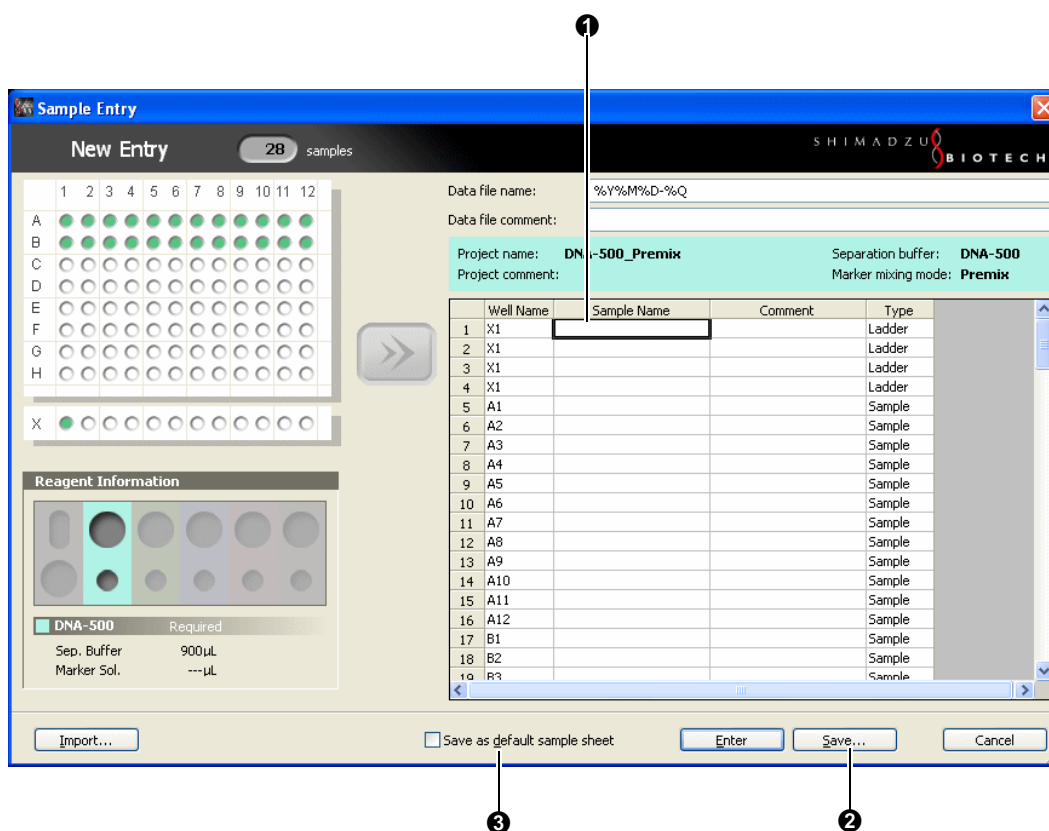 ❶
Sample Entry
New Entry 28 samples
SHIMADZU
BIOTECH
1 2 3 4 5 6 7 8 9 10 11 12
A
B
C
D
E
F
G
H
X
Data file name: %Y%M%D-%Q
Data file comment:
Project name: DNA-500_Premix Separation buffer: DNA-500
Project comment: Marker mixing mode: Premix
Well Name Sample Name Comment Type
1 X1 Ladder
2 X1 Ladder
3 X1 Ladder
4 X1 Ladder
5 A1 Sample
6 A2 Sample
7 A3 Sample
8 A4 Sample
9 A5 Sample
10 A6 Sample
11 A7 Sample
12 A8 Sample
13 A9 Sample
14 A10 Sample
15 A11 Sample
16 A12 Sample
17 B1 Sample
18 B2 Sample
19 B3 Sample
Reagent Information
DNA-500 Required
Sep. Buffer 900µL
Marker Sol. ---µL
Import... Save as default sample sheet Enter Save... Cancel
❸ ❷